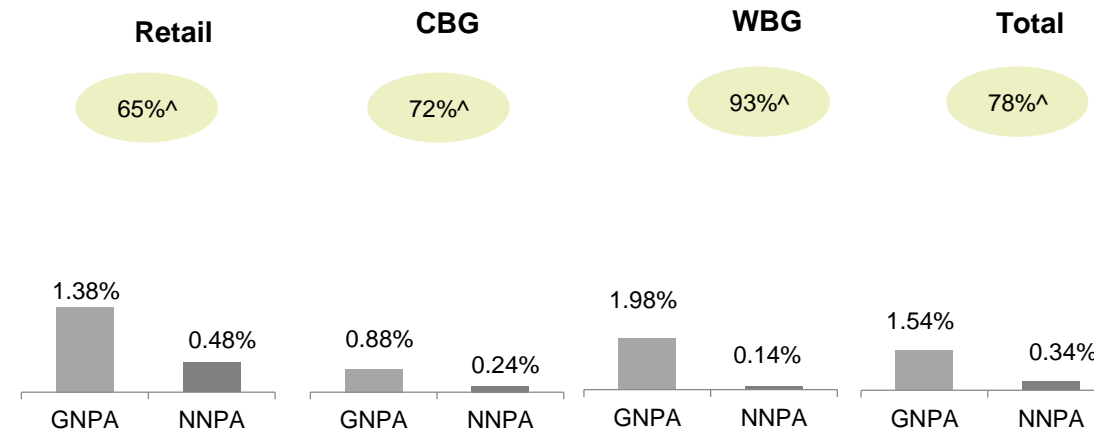 Retail
CBG
WBG
Total
65%^
72%^
93%^
78%^
1.38%
0.48%
0.88%
0.24%
1.98%
0.14%
1.54%
0.34%
GNPA NNPA
GNPA NNPA
GNPA NNPA
GNPA NNPA